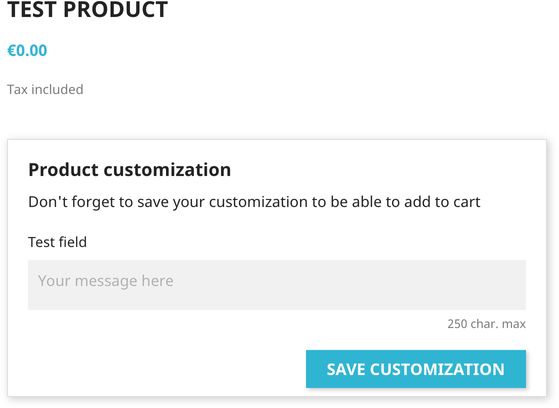 TEST PRODUCT
€0.00
Tax included
Product customization
Don't forget to save your customization to be able to add to cart
Test field
Your message here
250 char. max
SAVE CUSTOMIZATION